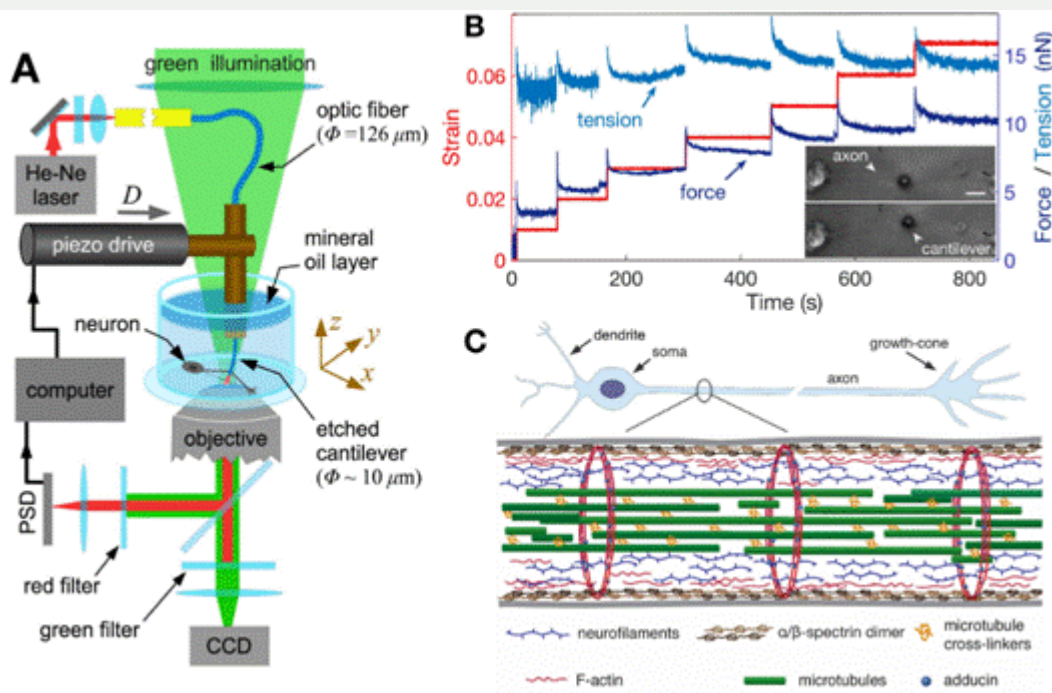 A
green illumination
optic fiber
(Φ=126 μm)
He-Ne
laser
D
piezo drive
mineral
oil layer
neuron
z
y
x
computer
objective
etched
cantilever
(Φ ~ 10 μm)
PSD
red filter
green filter
CCD
B
Strain
0.06
0.04
0.02
0
tension
force
axon
cantilever
15
10
5
0
Force / Tension (nN)
200
400
600
800
Time (s)
C
dendrite
soma
axon
growth-cone
neurofilaments
α/β-spectrin dimer
microtubule
cross-linkers
F-actin
microtubules
adducin